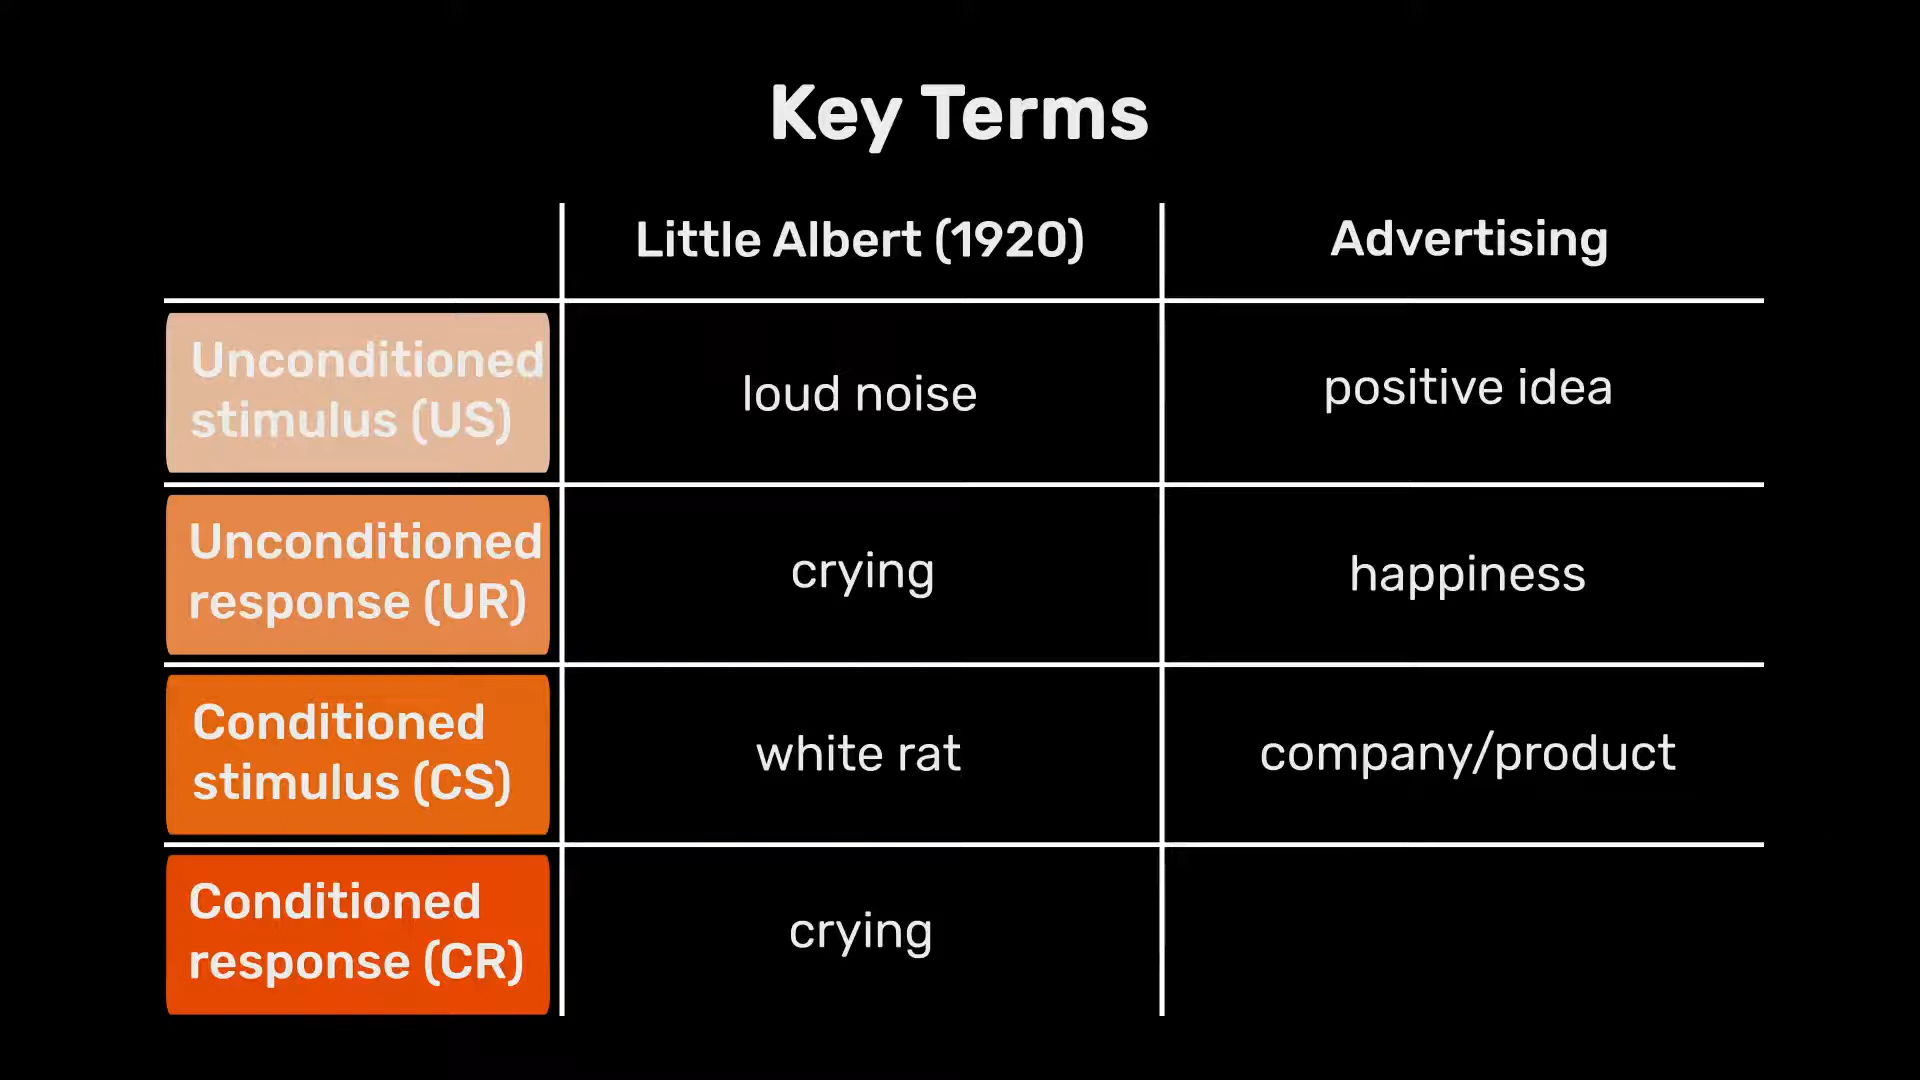 Key Terms
Little Albert (1920)
Advertising
Unconditioned
stimulus (US)
loud noise
positive idea
Unconditioned
response (UR)
crying
happiness
Conditioned
stimulus (CS)
white rat
company/product
Conditioned
response (CR)
crying